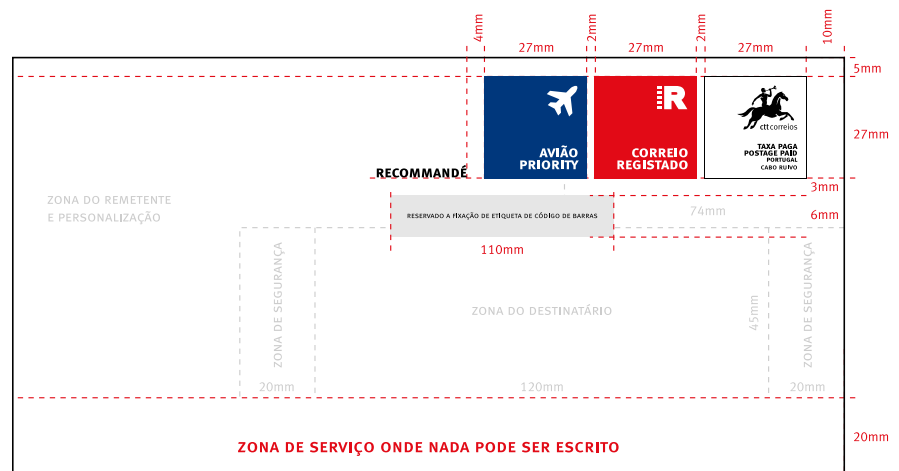 4mm
27mm
2mm
27mm
2mm
27mm
10mm
5mm
27mm
R
ctt correios
AVIÃO
PRIORITY
CORREIO
REGISTADO
TAXA PAGA
POSTAGE PAID
PORTUGAL
CABO RUIVO
RECOMMANDÉ
3mm
ZONA DO REMETENTE
E PERSONALIZAÇÃO
RESERVADO A FIXAÇÃO DE ETIQUETA DE CÓDIGO DE BARRAS
74mm
6mm
110mm
ZONA DE SEGURANÇA
ZONA DO DESTINATÁRIO
45mm
ZONA DE SEGURANÇA
20mm
120mm
20mm
ZONA DE SERVIÇO ONDE NADA PODE SER ESCRITO
20mm